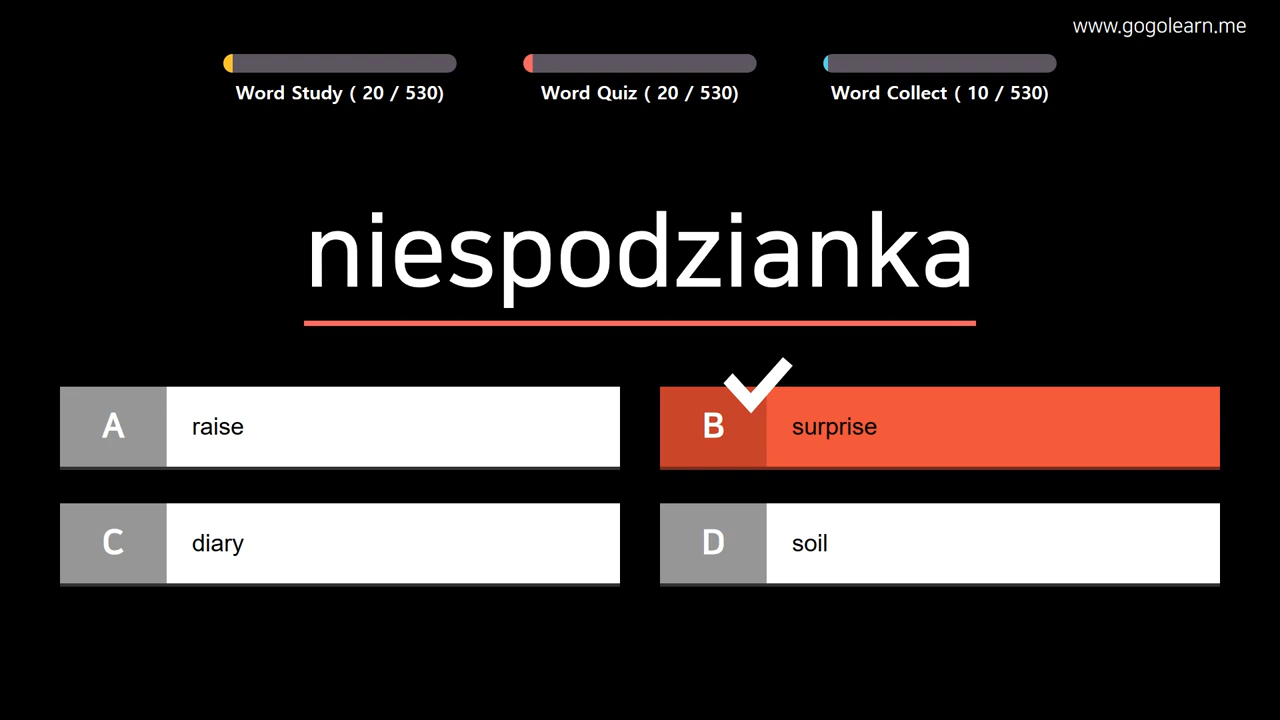 www.gogolearn.me
Word Study ( 20 / 530)
Word Quiz ( 20 / 530)
Word Collect ( 10 / 530)
niespodzianka
A raise
B surprise
C diary
D soil